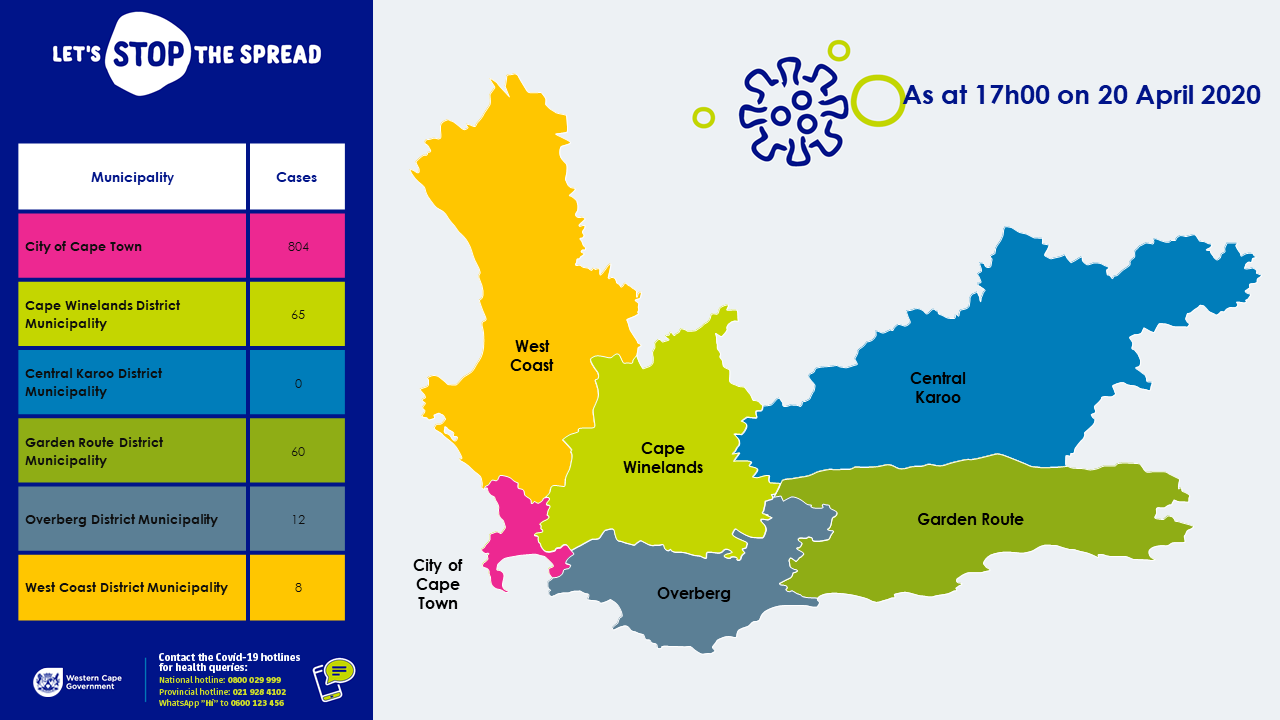 LET'S STOP THE SPREAD
Municipality Cases
City of Cape Town 804
Cape Winelands District
Municipality 65
Central Karoo District
Municipality 0
Garden Route District
Municipality 60
Overberg District Municipality 12
West Coast District Municipality 8
Western Cape
Government
Contact the Covid-19 hotlines
for health queries:
National hotline: 0800 029 999
Provincial hotline: 021 928 4102
WhatsApp "Hi" to 0600 123 456
As at 17h00 on 20 April 2020
West
Coast
Central
Karoo
Cape
Winelands
Garden Route
City of
Cape
Town
Overberg